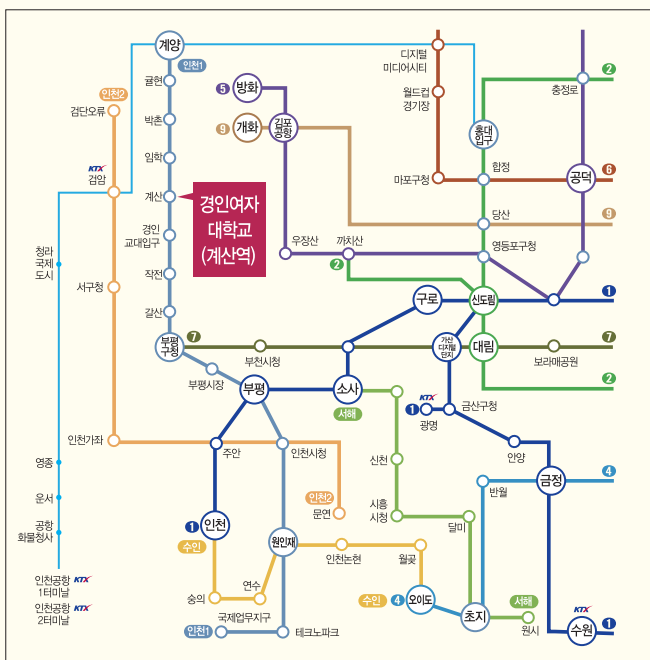 계양
인천1
디지털
미디어시티
2
귤현
5
방화
충정로
인천2
월드컵
경기장
검단오류
박촌
9
개화
김포
공항
홍대
입구
임학
합정
KTX
검암
마포구청
공덕
6
계산
경인여자
대학교
(계산역)
당산
9
경인
교대입구
우장산
까치산
영등포구청
청라
국제
도시
2
작전
서구청
구로
신도림
1
갈산
부평
구청
7
부천시청
가산
디지털
단지
대림
보라매공원
7
부평시장
부평
소사
2
서해
KTX
1
광명
금산구청
인천가좌
주안
인천시청
안양
영종
신천
금정
4
인천2
문연
반월
운서
시흥
시청
1
인천
달미
공항
화물청사
수인
원인재
인천논현
월곶
인천공항
1터미널
KTX
연수
숭의
수인
4
오이도
서해
인천공항
2터미널
KTX
국제업무지구
초지
KTX
인천1
테크노파크
원시
수원
1